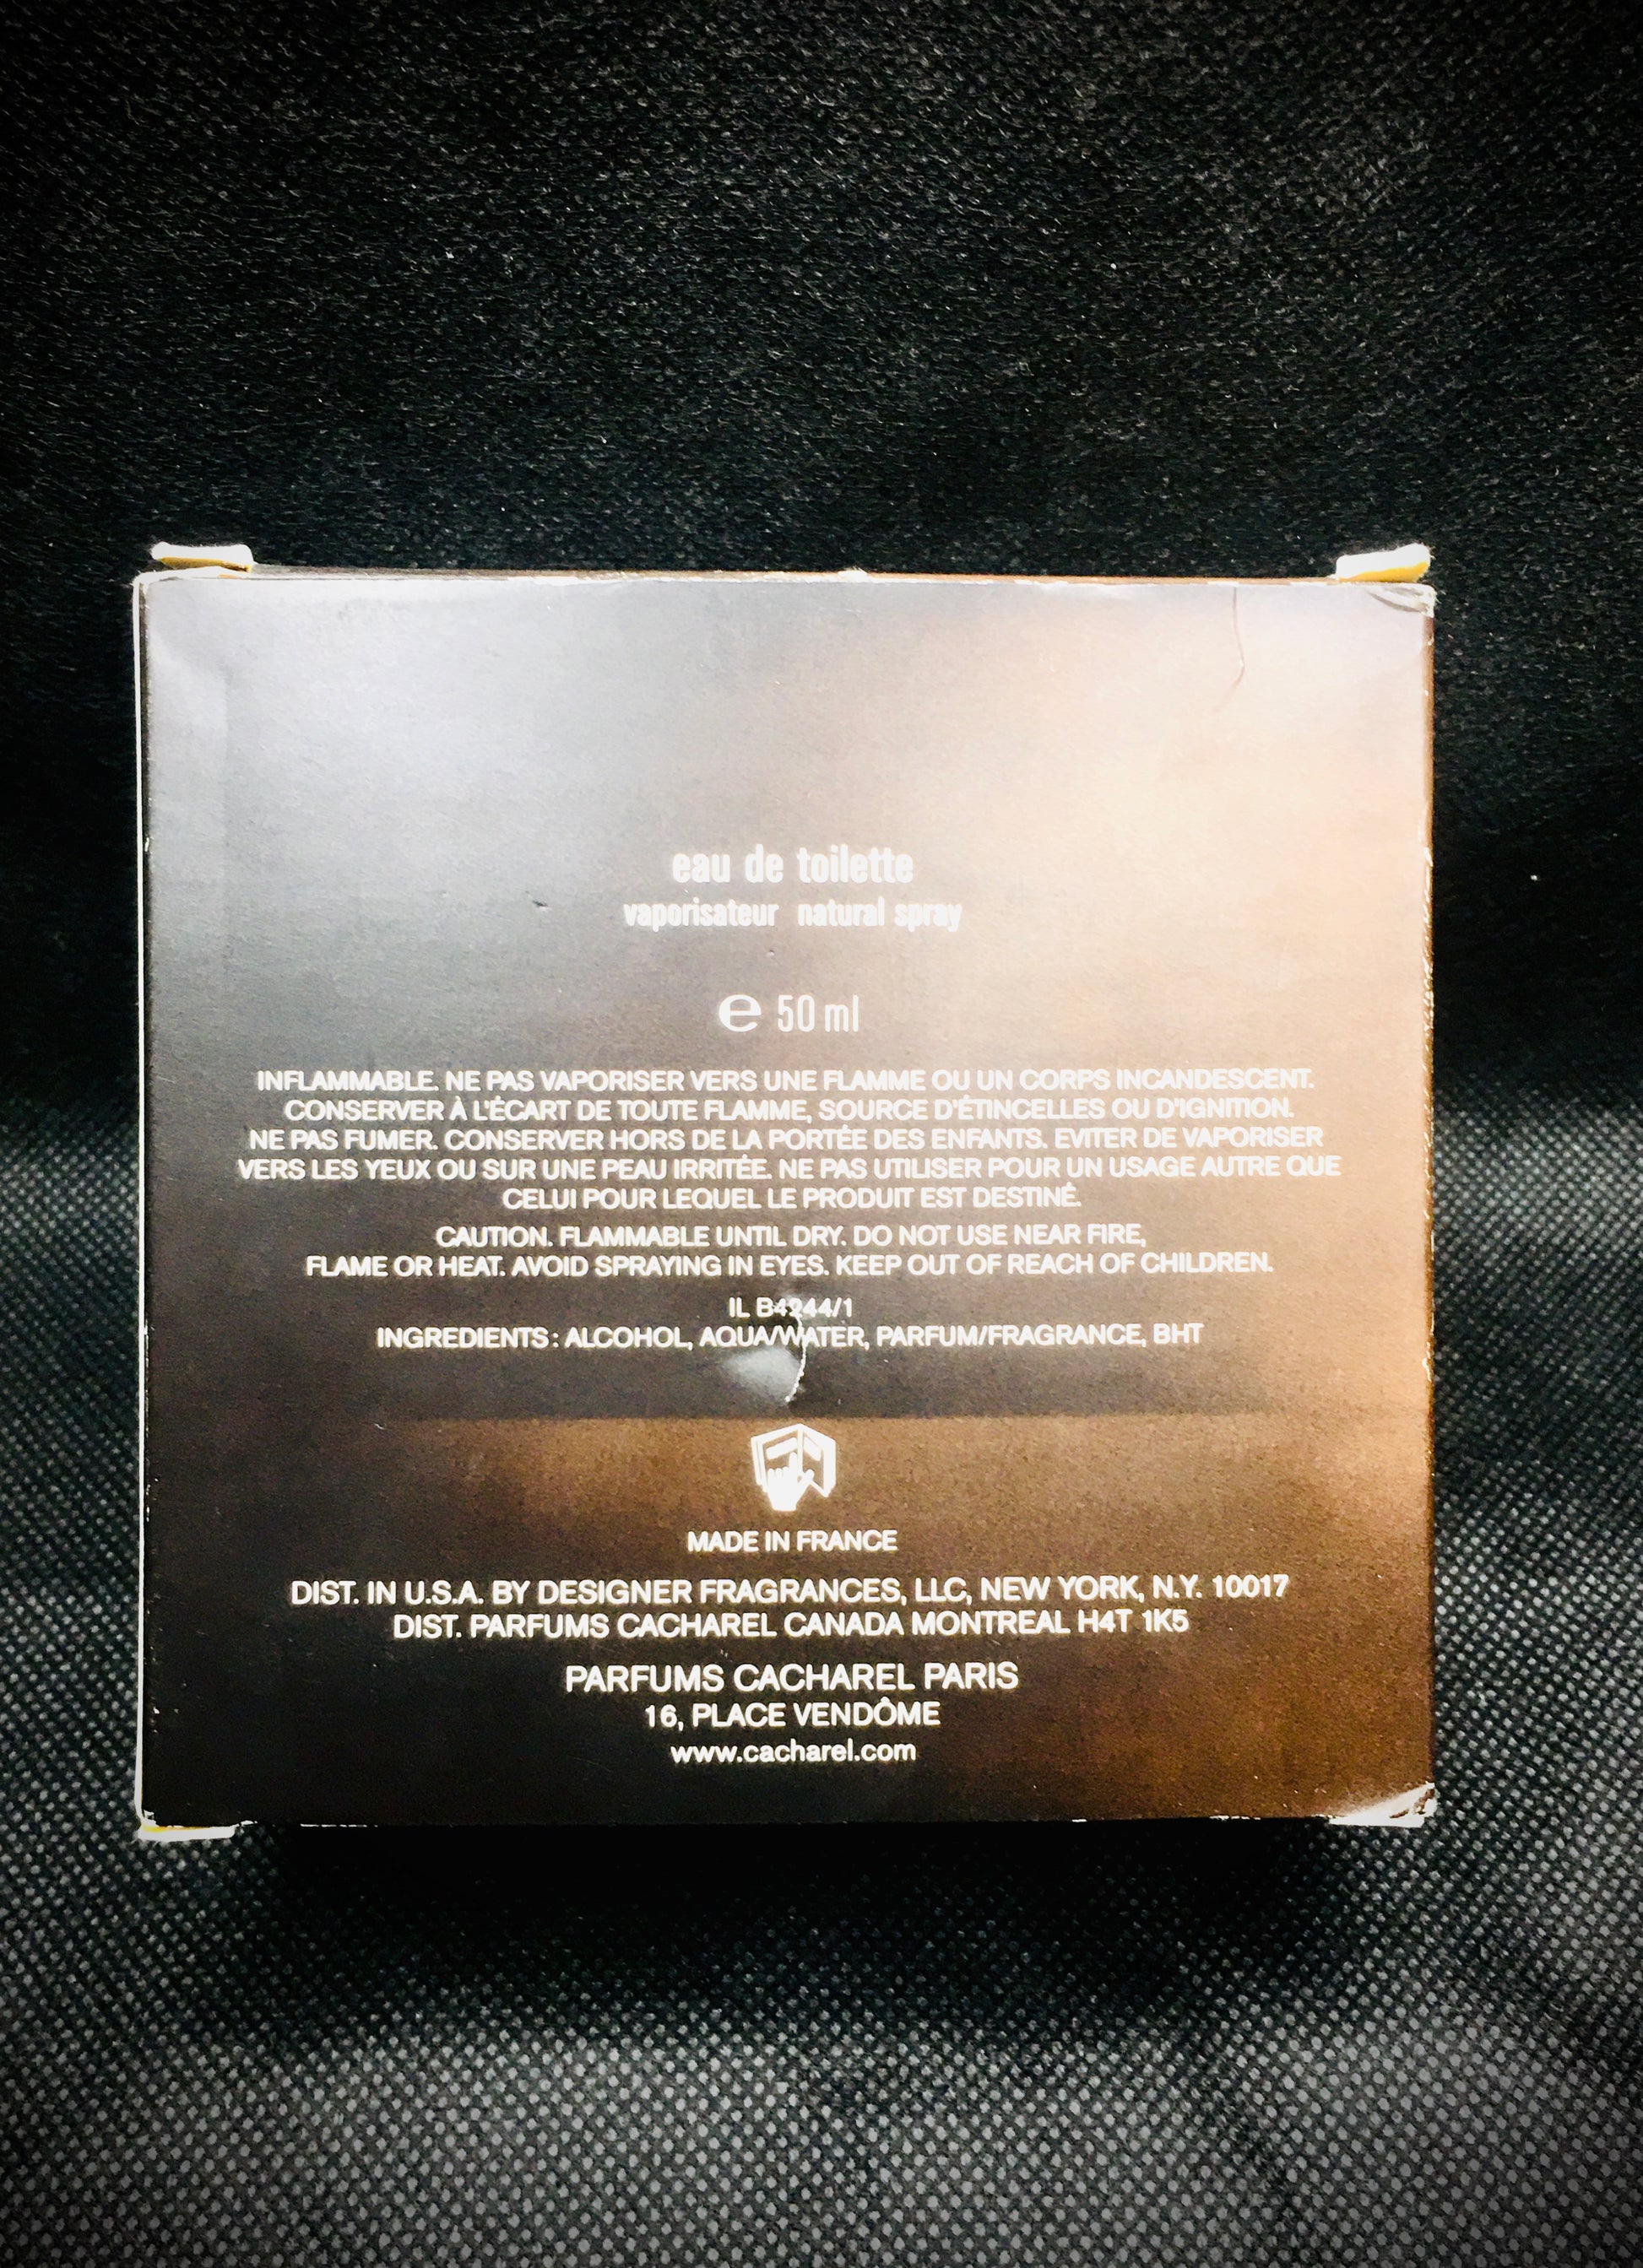 eau de toilette
vaporisateur natural spray
e 50 ml
INFLAMMABLE. NE PAS VAPORISER VERS UNE FLAMME OU UN CORPS INCANDESCENT.
CONSERVER À L'ÉCART DE TOUTE FLAMME, SOURCE D'ÉTINCELLES OU D'IGNITION.
NE PAS FUMER. CONSERVER HORS DE LA PORTÉE DES ENFANTS. EVITER DE VAPORISER
VERS LES YEUX OU SUR UNE PEAU IRRITÉE. NE PAS UTILISER POUR UN USAGE AUTRE QUE
CELUI POUR LEQUEL LE PRODUIT EST DESTINÉ.
CAUTION. FLAMMABLE UNTIL DRY. DO NOT USE NEAR FIRE,
FLAME OR HEAT. AVOID SPRAYING IN EYES. KEEP OUT OF REACH OF CHILDREN.
IL
INGREDIENTS: ALCOHOL, AQUA/WATER, PARFUM/FRAGRANCE, BHT
MADE IN FRANCE
DIST. IN U.S.A. BY DESIGNER FRAGRANCES, LLC, NEW YORK, N.Y. 10017
DIST. PARFUMS CACHAREL CANADA MONTREAL H4T 1K5
PARFUMS CACHAREL PARIS
16, PLACE VENDÔME
www.cacharel.com